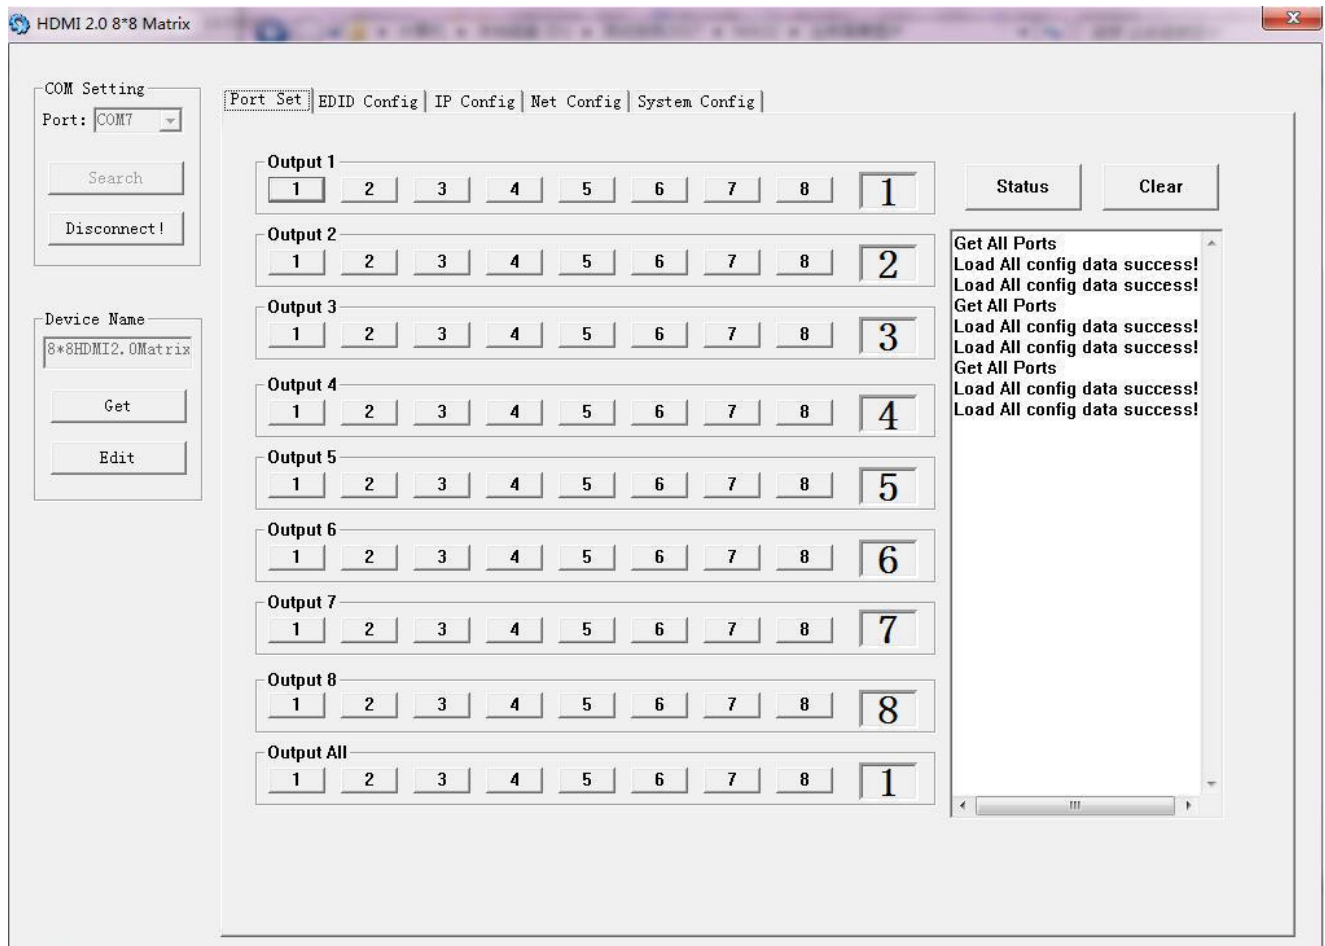 HDMI 2.0 8*8 Matrix
COM Setting
Port: COM7
Search
Disconnect!
Device Name
8*8HDMI2.0Matrix
Get
Edit
Port Set EDID Config IP Config Net Config System Config
Output 1
1 2 3 4 5 6 7 8 1
Output 2
1 2 3 4 5 6 7 8 2
Output 3
1 2 3 4 5 6 7 8 3
Output 4
1 2 3 4 5 6 7 8 4
Output 5
1 2 3 4 5 6 7 8 5
Output 6
1 2 3 4 5 6 7 8 6
Output 7
1 2 3 4 5 6 7 8 7
Output 8
1 2 3 4 5 6 7 8 8
Output All
1 2 3 4 5 6 7 8 1
Status Clear
Get All Ports
Load All config data success!
Load All config data success!
Get All Ports
Load All config data success!
Load All config data success!
Get All Ports
Load All config data success!
Load All config data success!